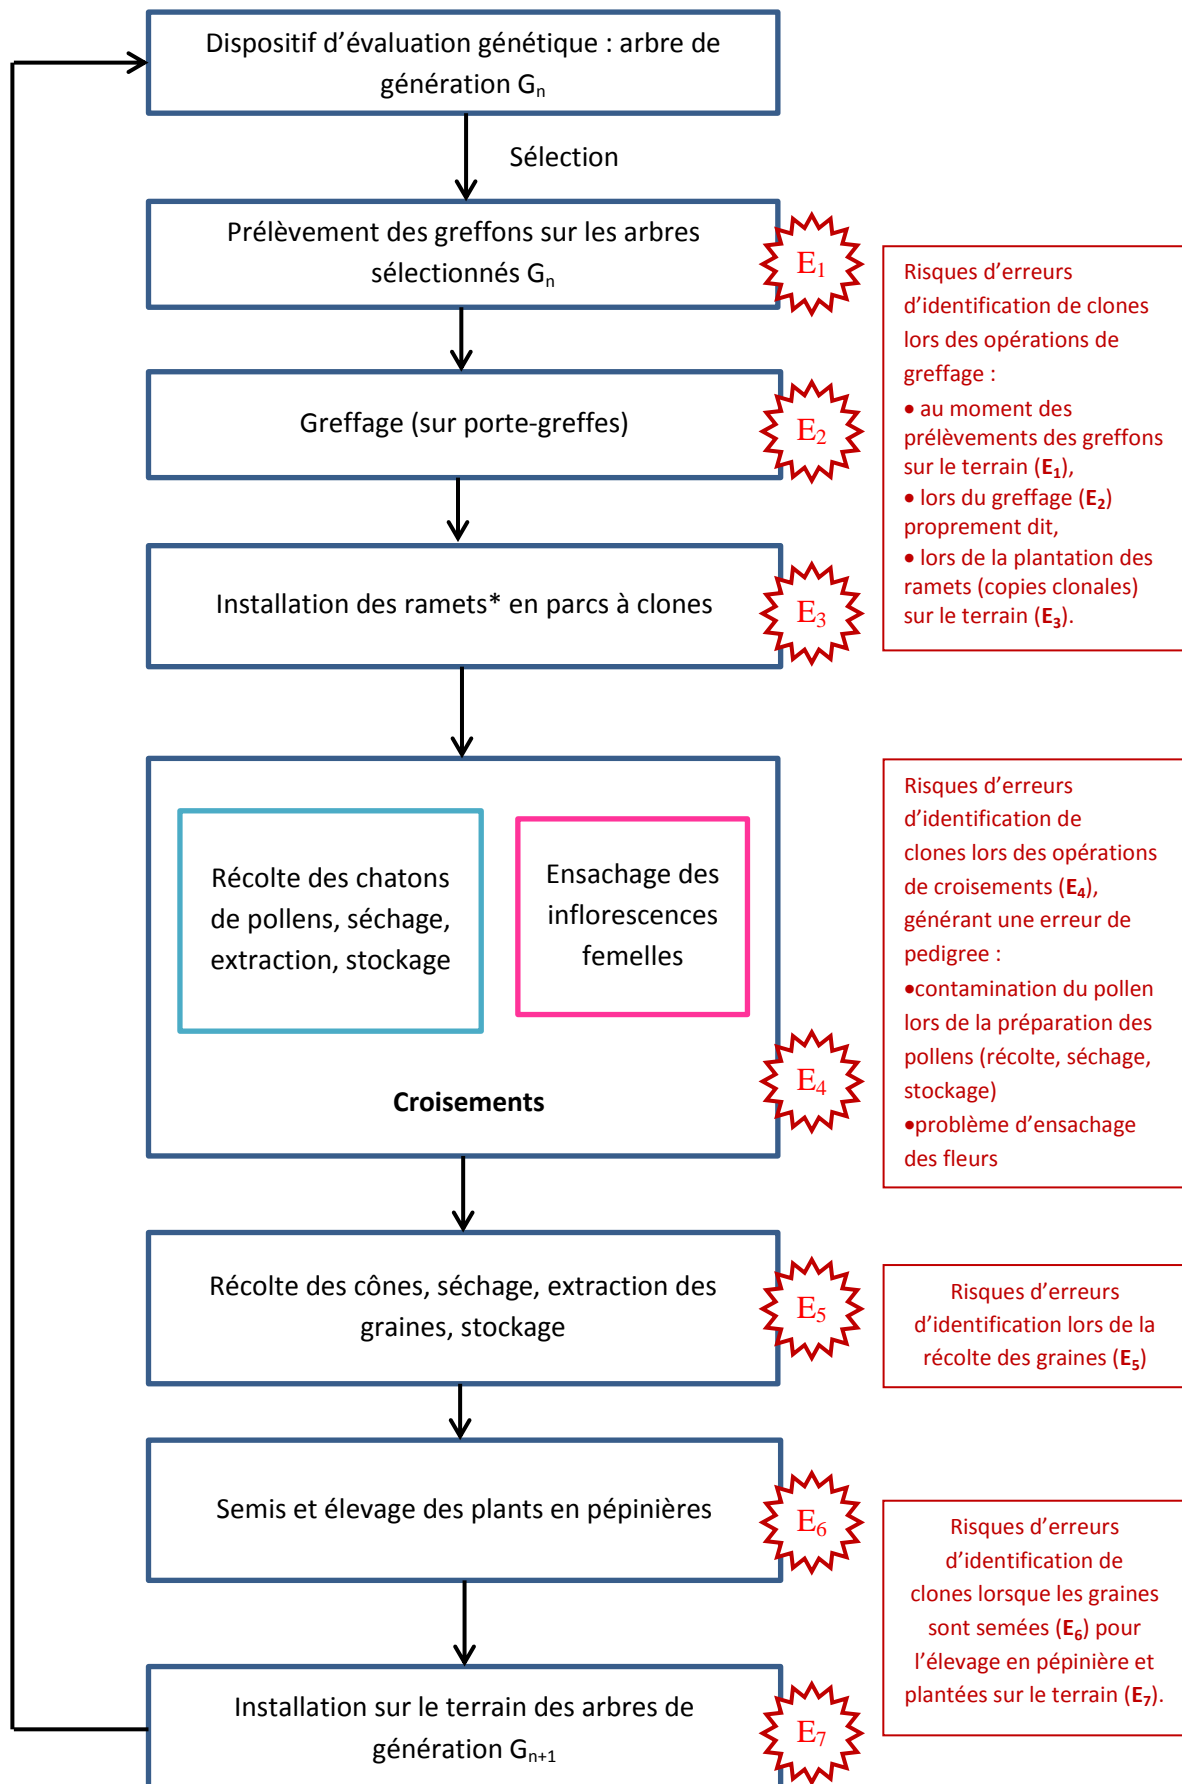 Dispositif d’évaluation génétique : arbre de
génération Gn
Sélection
Prélèvement des greffons sur les arbres
sélectionnés Gn
E1
Greffage (sur porte-greffes)
E2
Installation des ramets* en parcs à clones
E3
Risques d’erreurs
d’identification de clones
lors des opérations de
greffage :
• au moment des
prélèvements des greffons
sur le terrain (E1),
• lors du greffage (E2)
proprement dit,
• lors de la plantation des
ramets (copies clonales)
sur le terrain (E3).
Récolte des chatons
de pollens, séchage,
extraction, stockage
Ensachage des
inflorescences
femelles
Croisements
E4
Risques d’erreurs
d’identification de
clones lors des opérations
de croisements (E4),
générant une erreur de
pedigree :
•contamination du pollen
lors de la préparation des
pollens (récolte, séchage,
stockage)
•problème d’ensachage
des fleurs
Récolte des cônes, séchage, extraction des
graines, stockage
E5
Risques d’erreurs
d’identification lors de la
récolte des graines (E5)
Semis et élevage des plants en pépinières
E6
Risques d’erreurs
d’identification de
clones lorsque les graines
sont semées (E6) pour
l’élevage en pépinière et
plantées sur le terrain (E7).
Installation sur le terrain des arbres de
génération Gn+1
E7